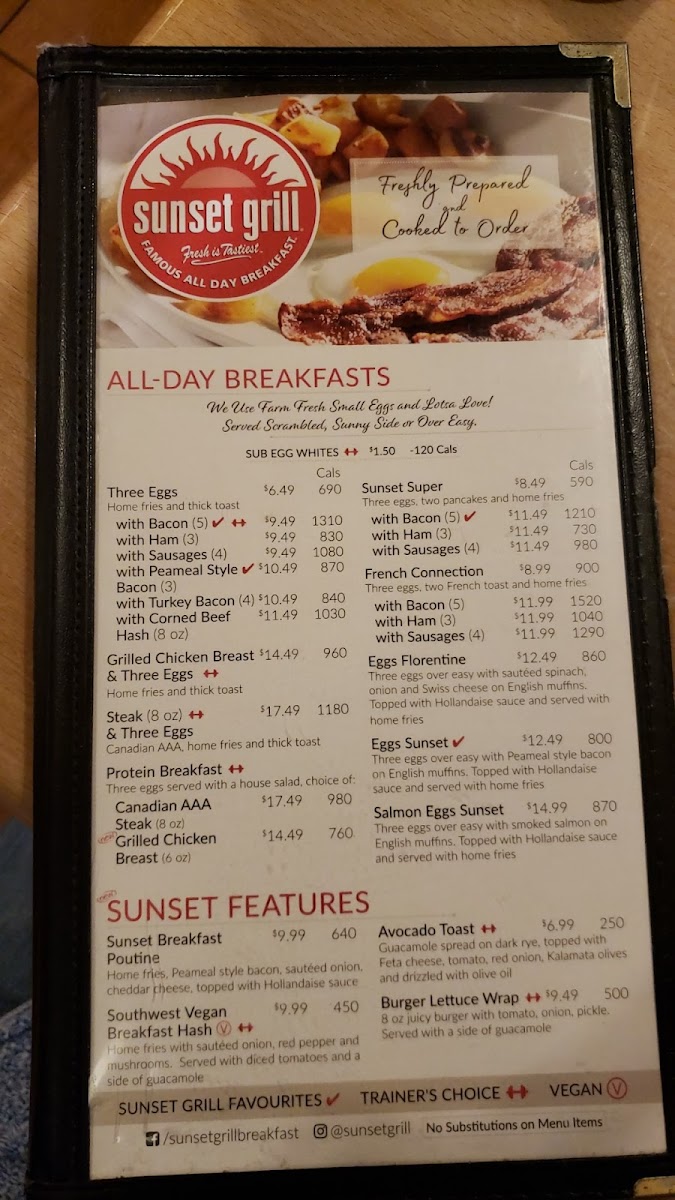 sunset grill
Fresh is Tastiest
FAMOUS ALL DAY BREAKFAST
Freshly Prepared
and
Cooked to Order
ALL-DAY BREAKFASTS
We Use Farm Fresh Small Eggs and Lotsa Love!
Served Scrambled, Sunny Side or Over Easy.
SUB EGG WHITES $1.50 -120 Cals
Cals
Three Eggs $6.49 690
Home fries and thick toast
with Bacon (5) ✓ $9.49 1310
with Ham (3) $9.49 830
with Sausages (4) $9.49 1080
with Peameal Style ✓ $10.49 870
Bacon (3)
with Turkey Bacon (4) $10.49 840
with Corned Beef $11.49 1030
Hash (8 oz)
Grilled Chicken Breast $14.49 960
& Three Eggs
Home fries and thick toast
Steak (8 oz) $17.49 1180
& Three Eggs
Canadian AAA, home fries and thick toast
Protein Breakfast
Three eggs served with a house salad, choice of:
Canadian AAA $17.49 980
Steak (8 oz)
Grilled Chicken $14.49 760
Breast (6 oz)
Cals
Sunset Super $8.49 590
Three eggs, two pancakes and home fries
with Bacon (5) ✓ $11.49 1210
with Ham (3) $11.49 730
with Sausages (4) $11.49 980
French Connection $8.99 900
Three eggs, two French toast and home fries
with Bacon (5) $11.99 1520
with Ham (3) $11.99 1040
with Sausages (4) $11.99 1290
Eggs Florentine $12.49 860
Three eggs over easy with sautéed spinach,
onion and Swiss cheese on English muffins.
Topped with Hollandaise sauce and served with
home fries
Eggs Sunset ✓ $12.49 800
Three eggs over easy with Peameal style bacon
on English muffins. Topped with Hollandaise
sauce and served with home fries
Salmon Eggs Sunset $14.99 870
Three eggs over easy with smoked salmon on
English muffins. Topped with Hollandaise sauce
and served with home fries
SUNSET FEATURES
Sunset Breakfast $9.99 640
Poutine
Home fries, Peameal style bacon, sautéed onion,
cheddar cheese, topped with Hollandaise sauce
Southwest Vegan $9.99 450
Breakfast Hash Ⓥ
Home fries with sautéed onion, red pepper and
mushrooms. Served with diced tomatoes and a
side of guacamole
Avocado Toast $6.99 250
Guacamole spread on dark rye, topped with
Feta cheese, tomato, red onion, Kalamata olives
and drizzled with olive oil
Burger Lettuce Wrap $9.49 500
8 oz juicy burger with tomato, onion, pickle.
Served with a side of guacamole
SUNSET GRILL FAVOURITES ✓ TRAINER'S CHOICE VEGAN Ⓥ
/sunsetgrillbreakfast @sunsetgrill No Substitutions on Menu Items